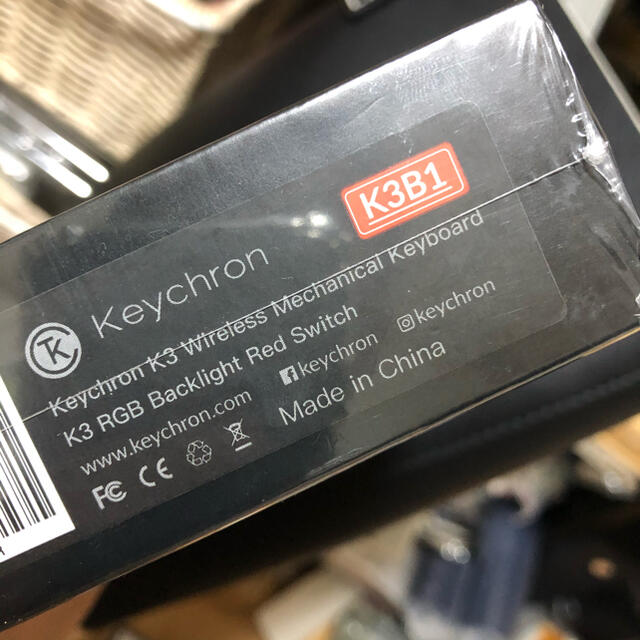 K3B1
Keychron
Keychron K3 Wireless Mechanical Keyboard
K3 RGB Backlight Red Switch
www.keychron.com keychron keychron
FC CE Made in China